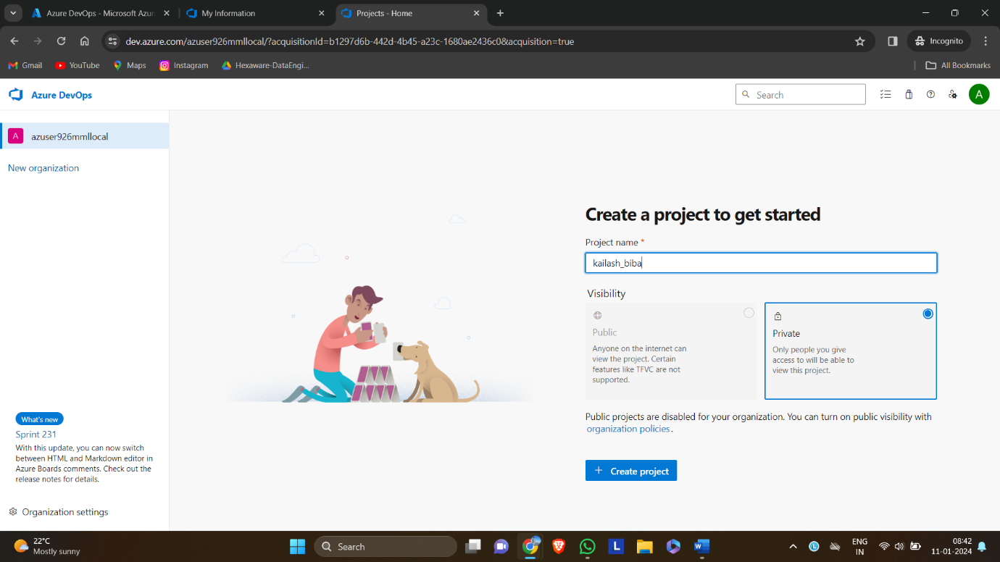 Azure DevOps - Microsoft Azur
My Information
Projects - Home
dev.azure.com/azuser926mmllocal/?acquisitionId=b1297d6b-442d-4b45-a23c-1680ae2436c0&acquisition=true
Incognito
Gmail
YouTube
Maps
Instagram
Hexaware-DataEngi...
All Bookmarks
Azure DevOps
Search
A
A
azuser926mmllocal
New organization
Create a project to get started
Project name *
kailash_biba
Visibility
Public
Anyone on the internet can
view the project. Certain
features like TFVC are not
supported.
Private
Only people you give
access to will be able to
view this project.
Public projects are disabled for your organization. You can turn on public visibility with
organization policies.
+ Create project
What's new
Sprint 231
With this update, you can now switch
between HTML and Markdown editor in
Azure Boards comments. Check out the
release notes for details.
Organization settings
22°C
Mostly sunny
Search
L
W
L
ENG
IN
08:42
11-01-2024